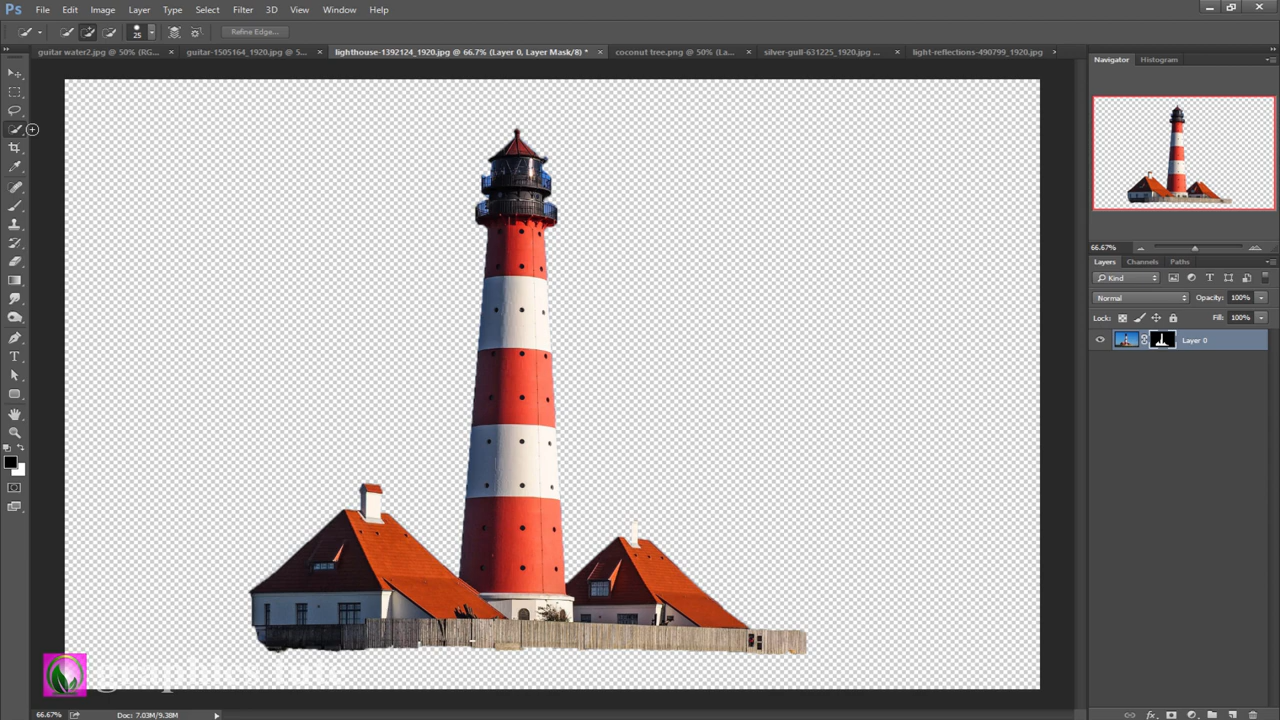 Ps File Edit Image Layer Type Select Filter 3D View Window Help
25 Refine Edge...
guitar water2.jpg @ 50% (RG... × guitar-1505164_1920.jpg @ 5... × lighthouse-1392124_1920.jpg @ 66.7% (Layer 0, Layer Mask/8) * × coconut tree.png @ 50% (La... × silver-gull-631225_1920.jpg ... × light-reflections-490799_1920.jpg
Navigator Histogram
66.67%
Layers Channels Paths
Kind
Normal Opacity: 100%
Lock: Fill: 100%
Layer 0
66.67% Doc: 7.03M/9.38M